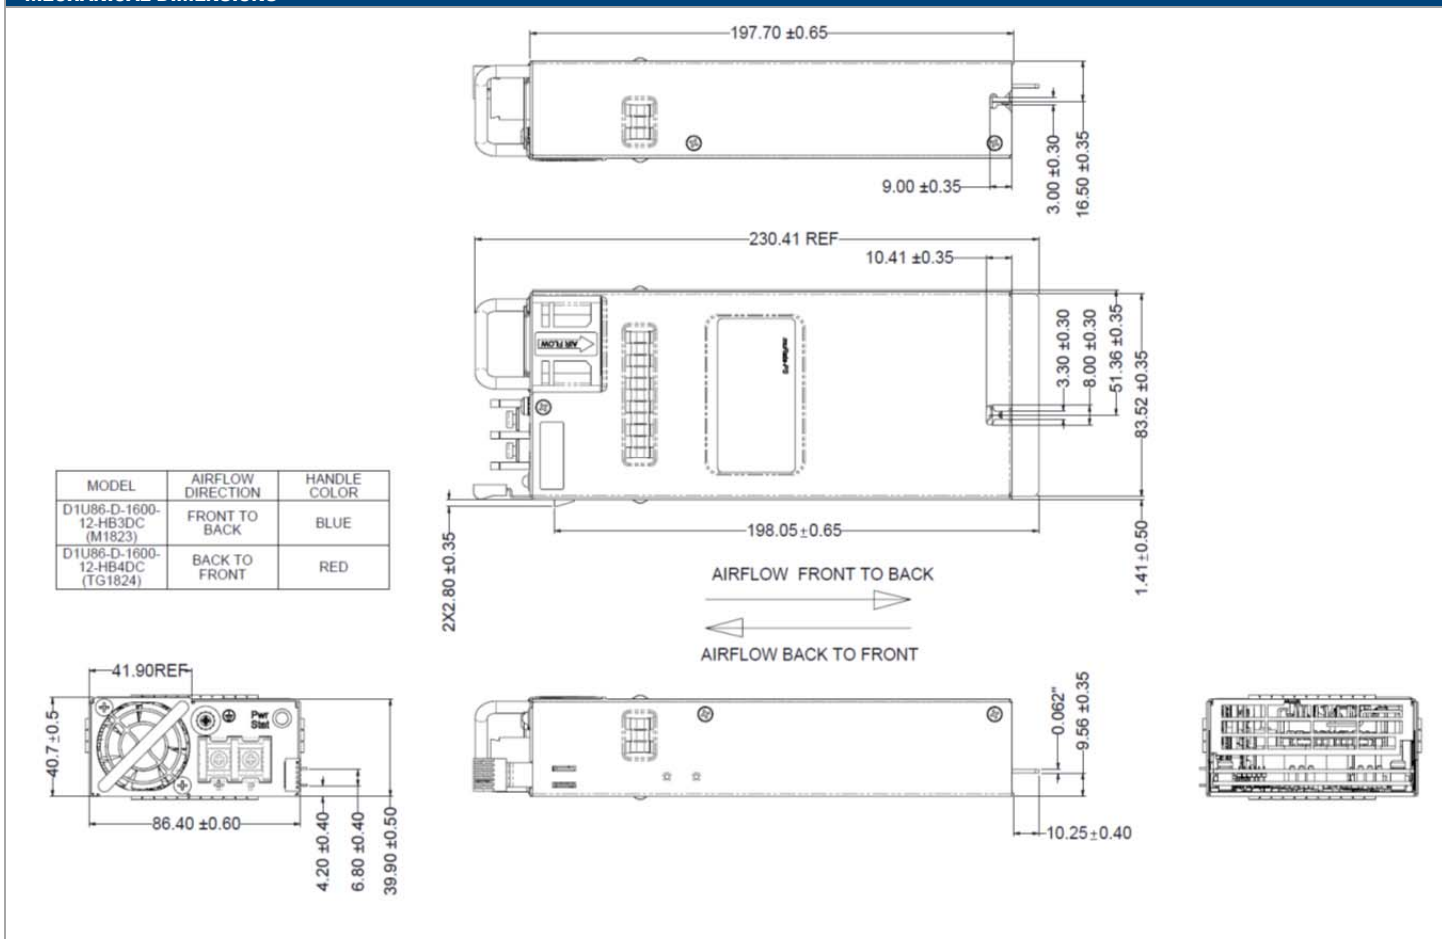 MECHANICAL DIMENSIONS
197.70 ±0.65
9.00 ±0.35
3.00 ±0.30
16.50 ±0.35
230.41 REF
10.41 ±0.35
AIR FLOW
3.30 ±0.30
8.00 ±0.30
51.36 ±0.35
83.52 ±0.35
198.05±0.65
2X2.80 ±0.35
1.41±0.50
MODEL AIRFLOW DIRECTION HANDLE COLOR
D1U86-D-1600-
12-HB3DC
(M1823)
FRONT TO
BACK
BLUE
D1U86-D-1600-
12-HB4DC
(TG1824)
BACK TO
FRONT
RED
AIRFLOW FRONT TO BACK
AIRFLOW BACK TO FRONT
41.90REF
40.7±0.5
Pwr
Stat
86.40 ±0.60
4.20 ±0.40
6.80 ±0.40
39.90 ±0.50
0.062"
9.56 ±0.35
10.25±0.40